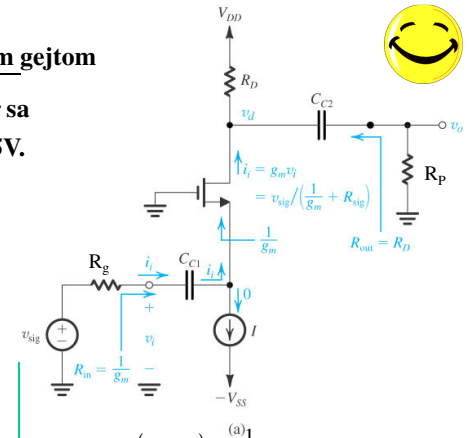 m gejtom
sa
5V.
V_DD
R_D
C_C2
v_d
v_o
i_i = g_m v_i
= v_sig/(1/g_m + R_sig)
R_P
1/g_m
R_out = R_D
R_g
i_i
C_C1
i_i
0
+
v_sig
v_i
I
R_in = 1/g_m
−
−V_SS
(a)
1